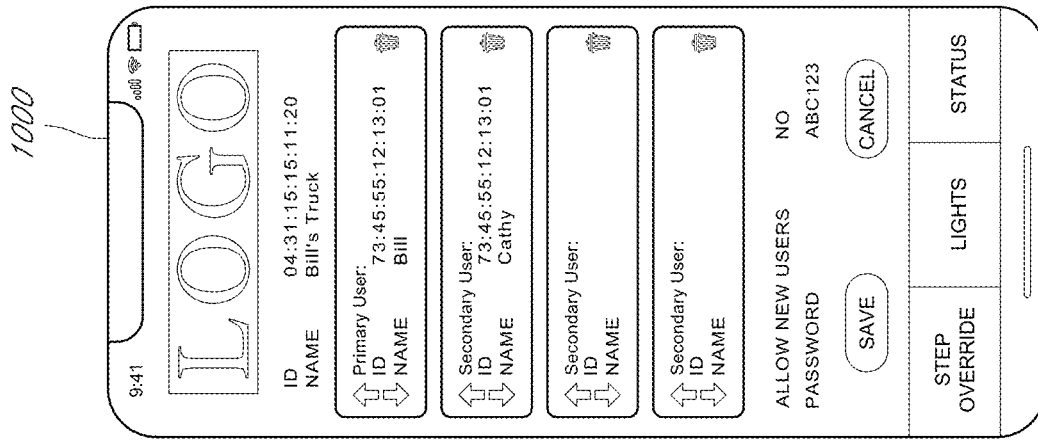 1000
9:41
LOGO
ID 04:31:15:15:11:20
NAME Bill's Truck
Primary User:
ID 73:45:55:12:13:01
NAME Bill
Secondary User:
ID 73:45:55:12:13:01
NAME Cathy
Secondary User:
ID
NAME
Secondary User:
ID
NAME
ALLOW NEW USERS NO
PASSWORD ABC123
SAVE CANCEL
STEP OVERRIDE LIGHTS STATUS